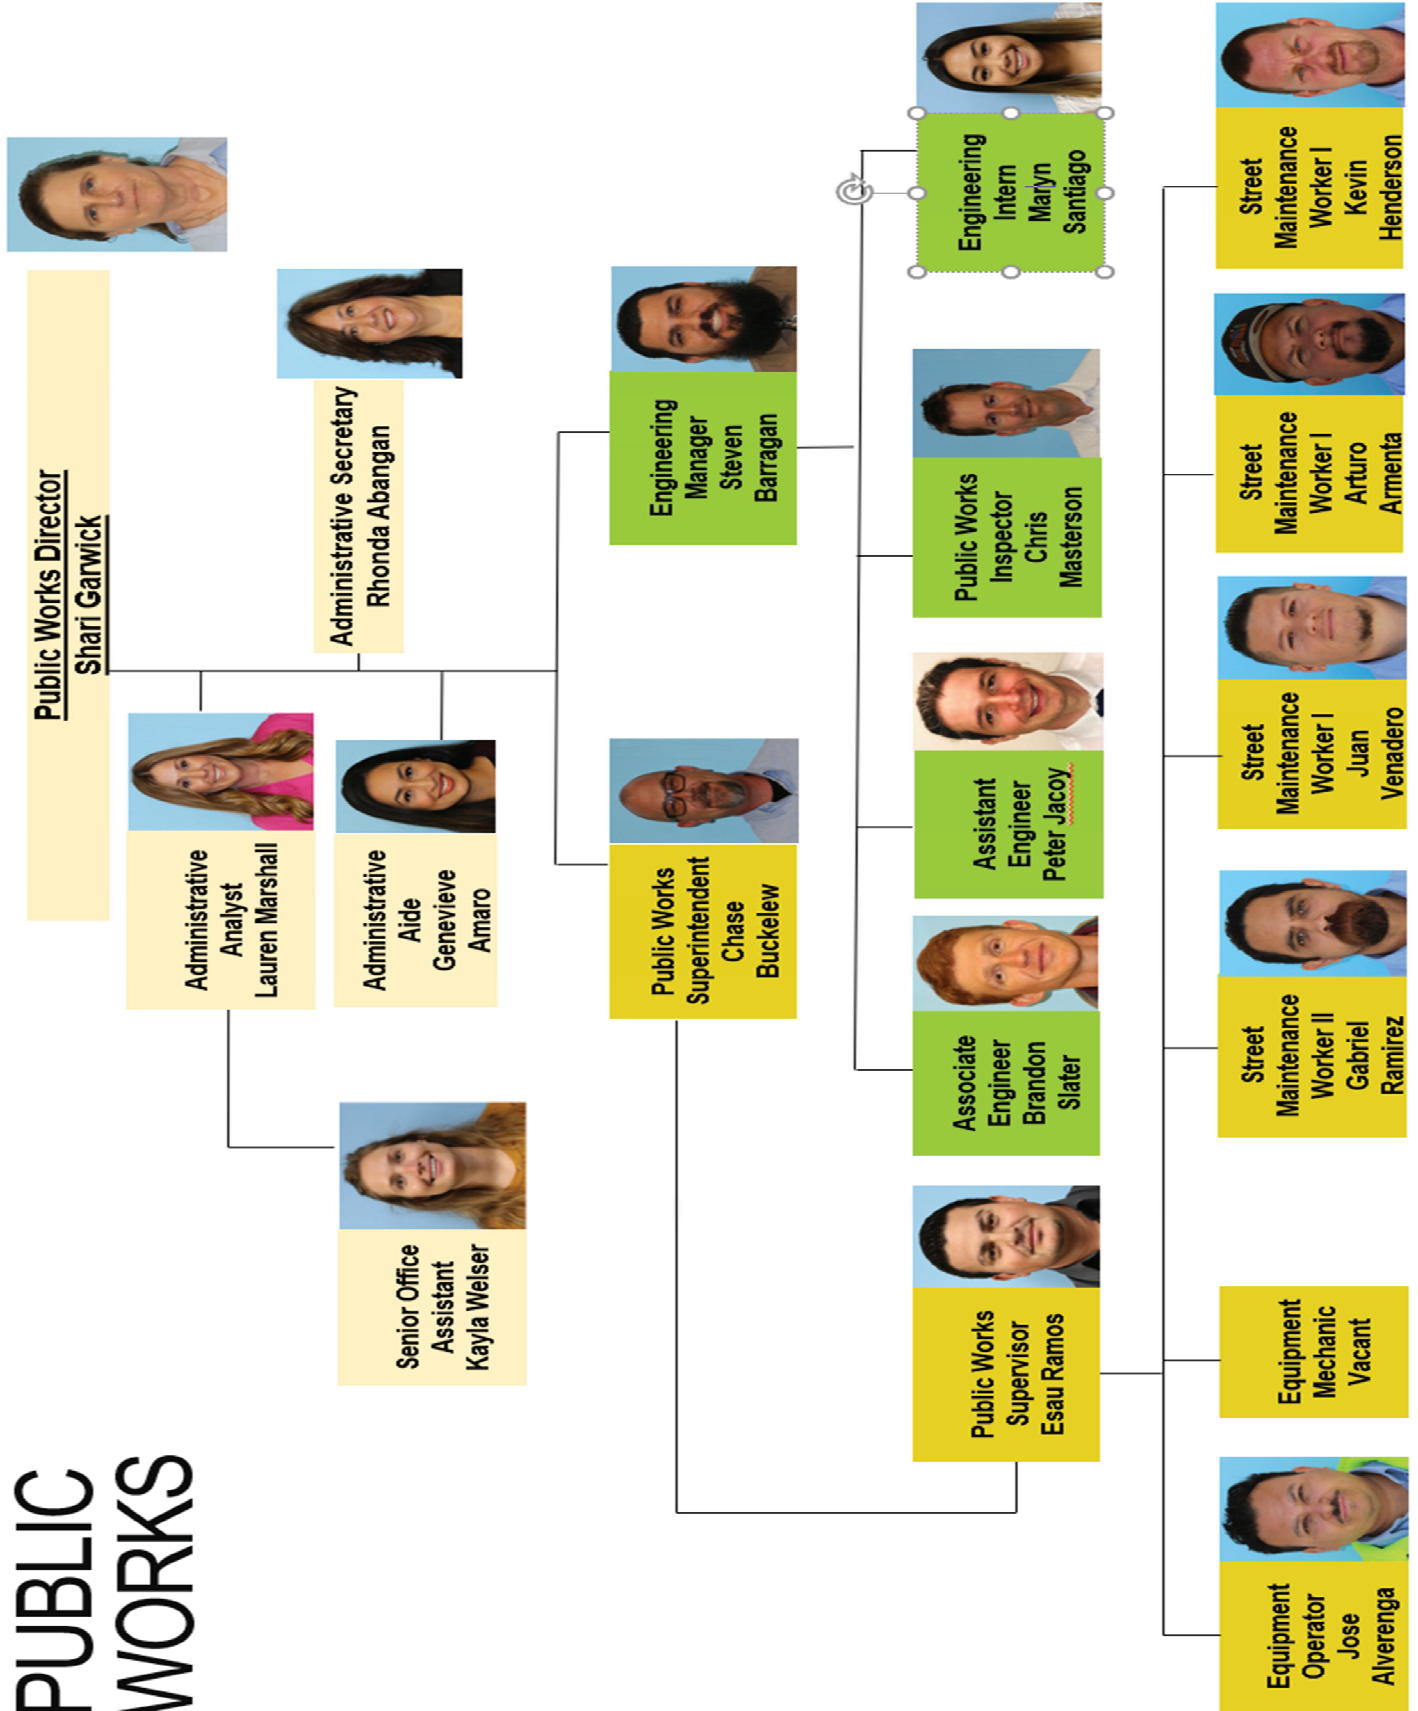 PUBLIC
WORKS
Public Works Director
Shari Garwick
Administrative
Analyst
Lauren Marshall
Administrative Secretary
Rhonda Abangan
Administrative
Aide
Genevieve
Amaro
Senior Office
Assistant
Kayla Welser
Public Works
Superintendent
Chase
Buckelew
Engineering
Manager
Steven
Barragan
Public Works
Supervisor
Esau Ramos
Associate
Engineer
Brandon
Slater
Assistant
Engineer
Peter Jacoy
Public Works
Inspector
Chris
Masterson
Engineering
Intern
Santiago
Equipment
Operator
Jose
Alverenga
Equipment
Mechanic
Vacant
Street
Maintenance
Worker II
Gabriel
Ramirez
Street
Maintenance
Worker I
Juan
Venadero
Street
Maintenance
Worker I
Arturo
Armenta
Street
Maintenance
Worker I
Kevin
Henderson